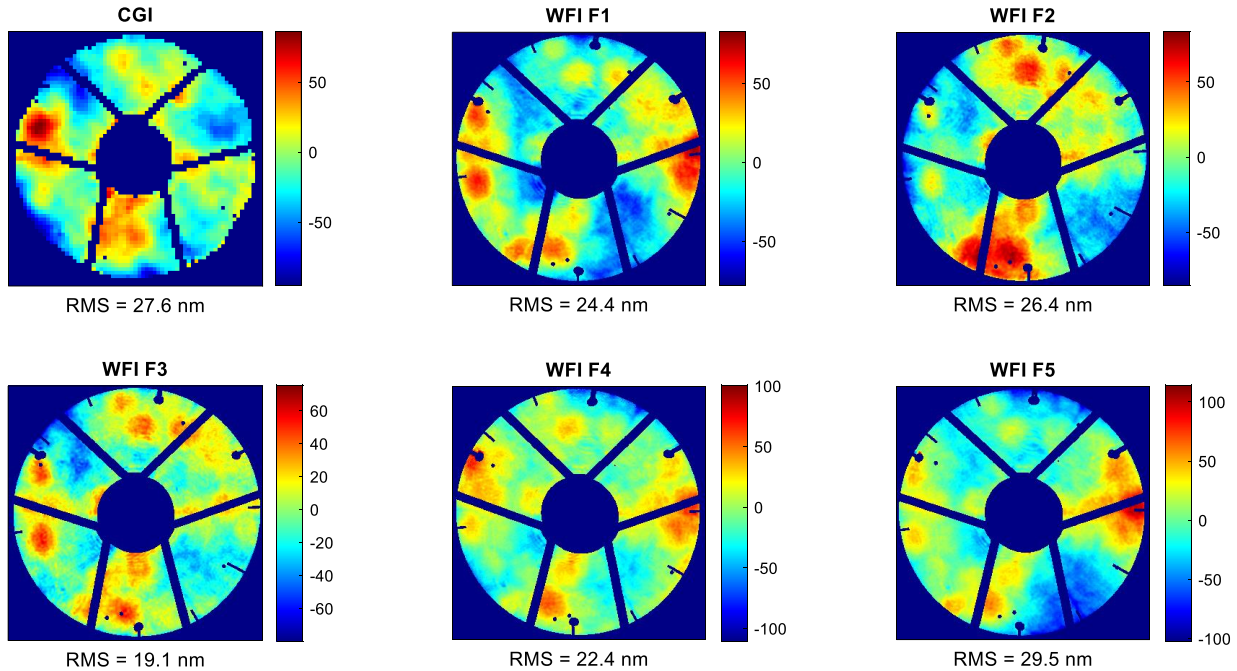 CGI
50
0
-50
RMS = 27.6 nm
WFI F1
50
0
-50
RMS = 24.4 nm
WFI F2
50
0
-50
RMS = 26.4 nm
WFI F3
60
40
20
0
-20
-40
-60
RMS = 19.1 nm
WFI F4
100
50
0
-50
-100
RMS = 22.4 nm
WFI F5
100
50
0
-50
-100
RMS = 29.5 nm